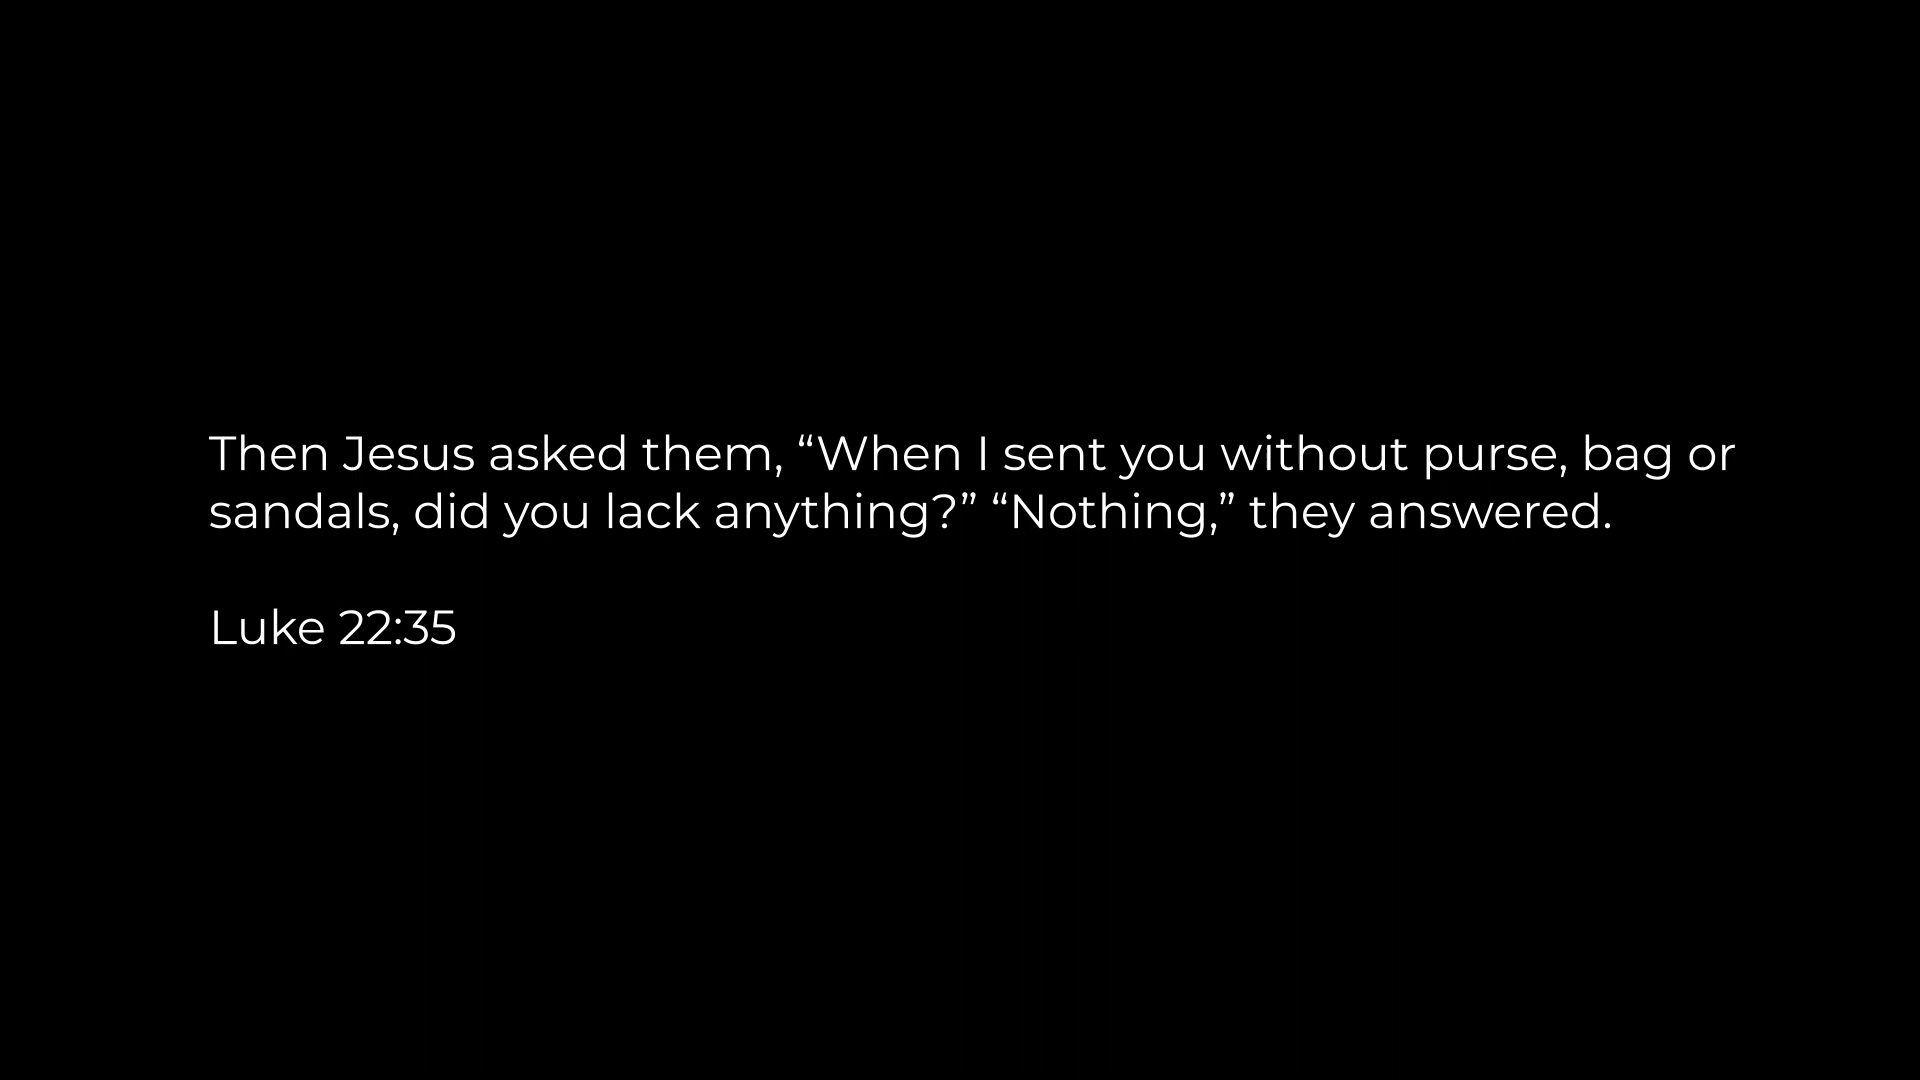 Then Jesus asked them, “When I sent you without purse, bag or
sandals, did you lack anything?” “Nothing,” they answered.
Luke 22:35